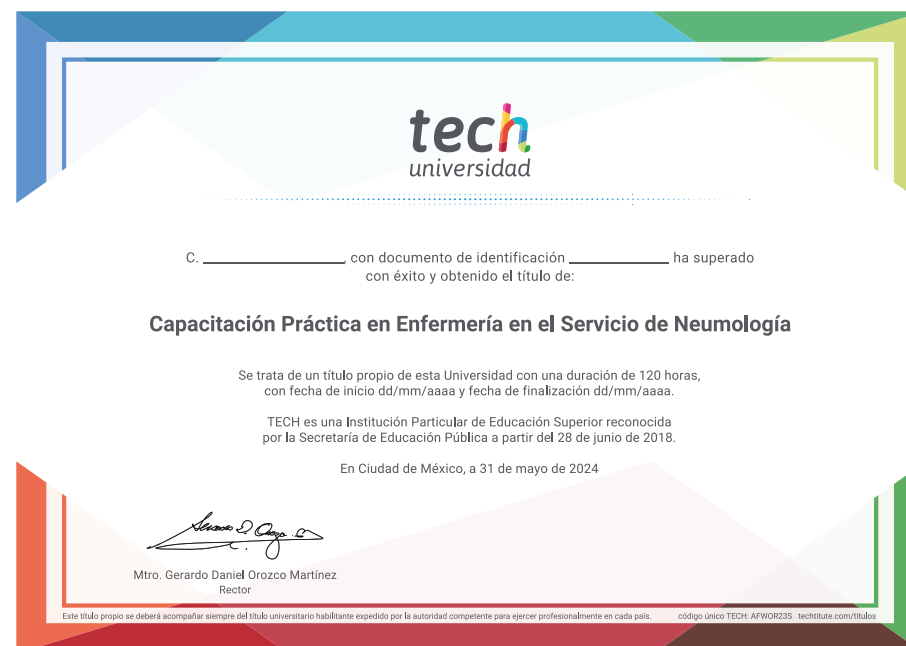 tech
universidad
C. ____________, con documento de identificación ____________ ha superado
con éxito y obtenido el título de:
Capacitación Práctica en Enfermería en el Servicio de Neumología
Se trata de un título propio de esta Universidad con una duración de 120 horas,
con fecha de inicio dd/mm/aaaa y fecha de finalización dd/mm/aaaa.
TECH es una Institución Particular de Educación Superior reconocida
por la Secretaría de Educación Pública a partir del 28 de junio de 2018.
En Ciudad de México, a 31 de mayo de 2024
Mtro. Gerardo Daniel Orozco Martínez
Rector
Este título propio se deberá acompañar siempre del título universitario habilitante expedido por la autoridad competente para ejercer profesionalmente en cada país. código único TECH: AFWOR23S techtitute.com/titulos